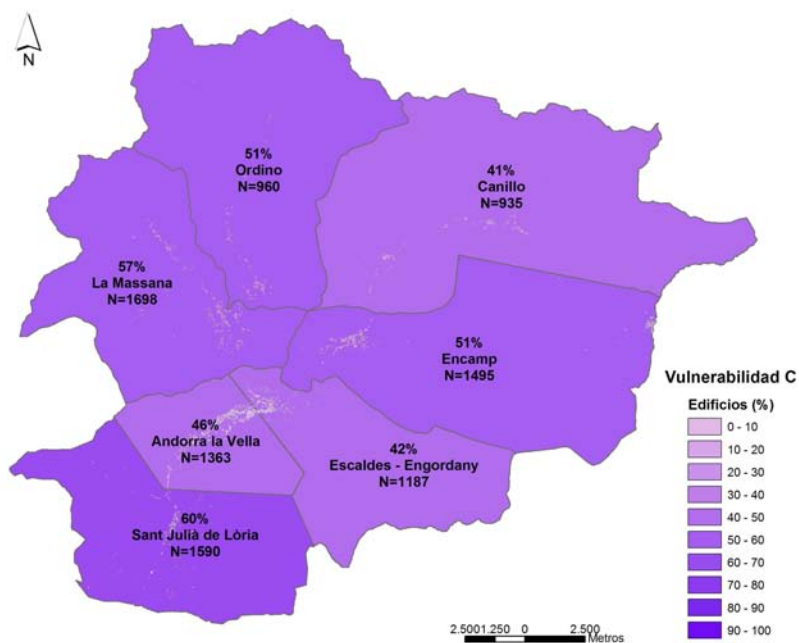 N
51%
Ordino
N=960
41%
Canillo
N=935
57%
La Massana
N=1698
51%
Encamp
N=1495
46%
Andorra la Vella
N=1363
42%
Escaldes - Engordany
N=1187
60%
Sant Julià de Lòria
N=1590
Vulnerabilidad C
Edificios (%)
0 - 10
10 - 20
20 - 30
30 - 40
40 - 50
50 - 60
60 - 70
70 - 80
80 - 90
90 - 100
2.5001.250 0 2.500
Metros